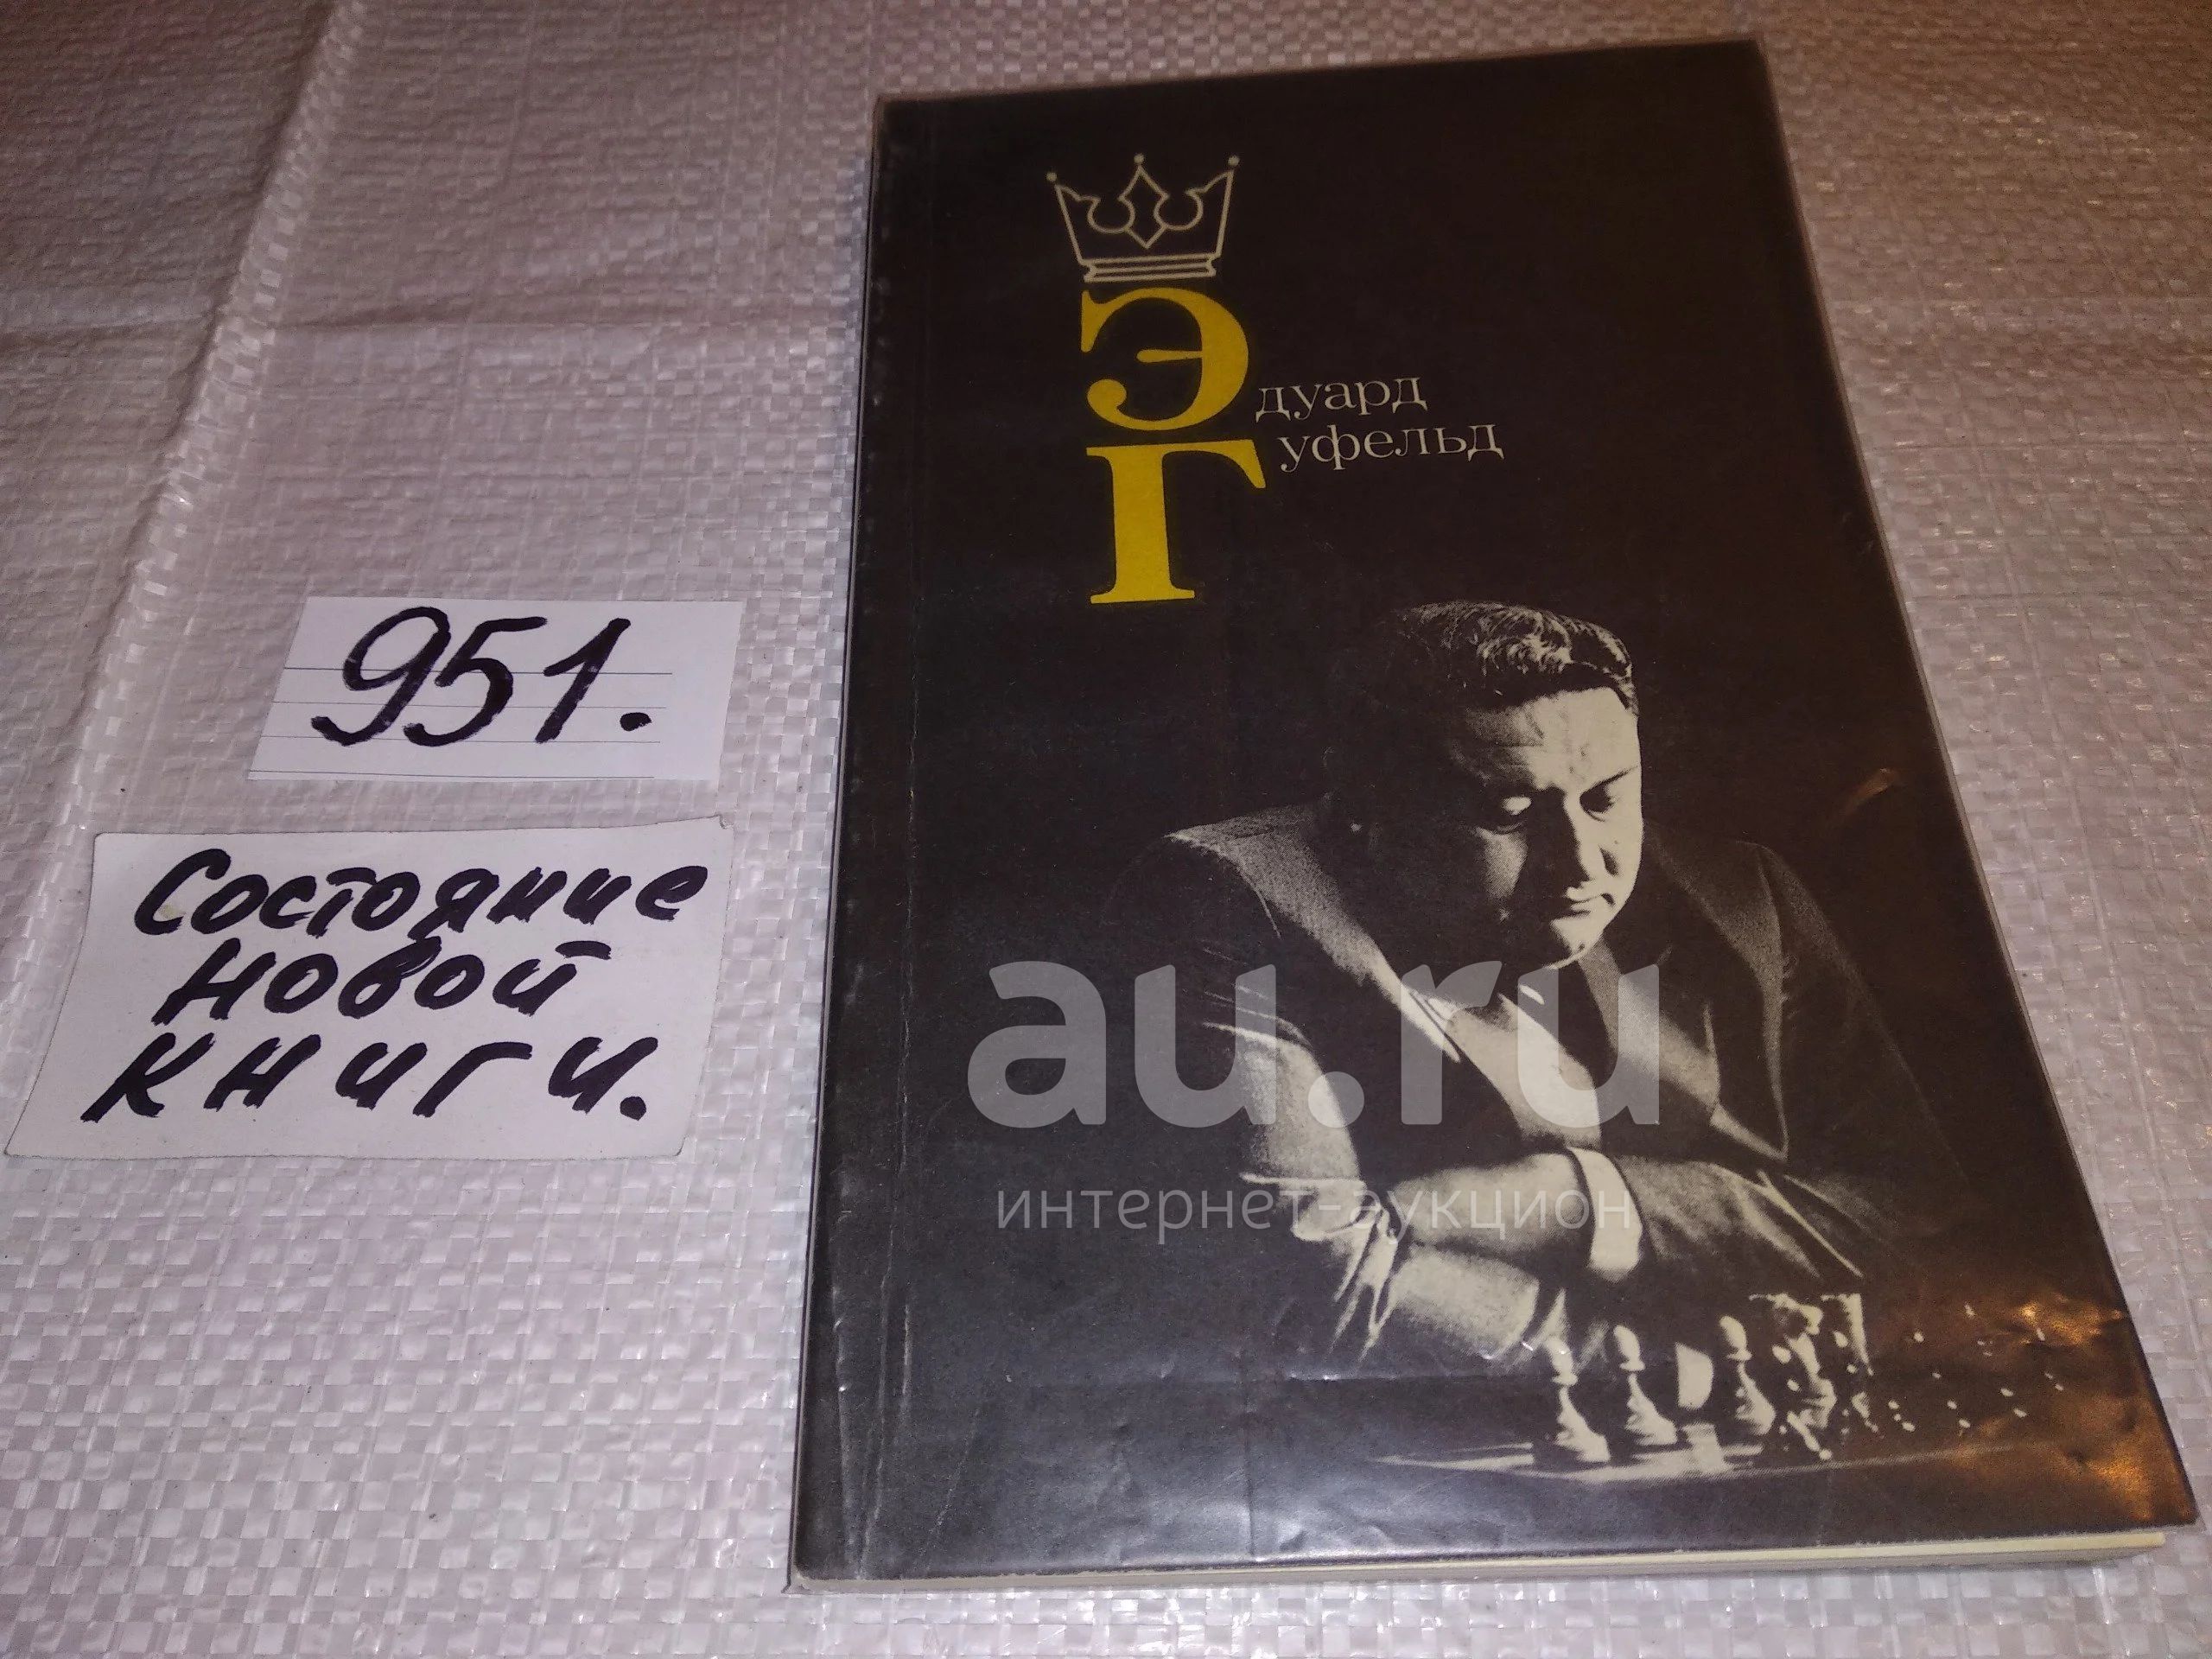 Эдуард
Гуфельд
951.
Состояние
новой
книги.
au.ru
интернет-аукцион